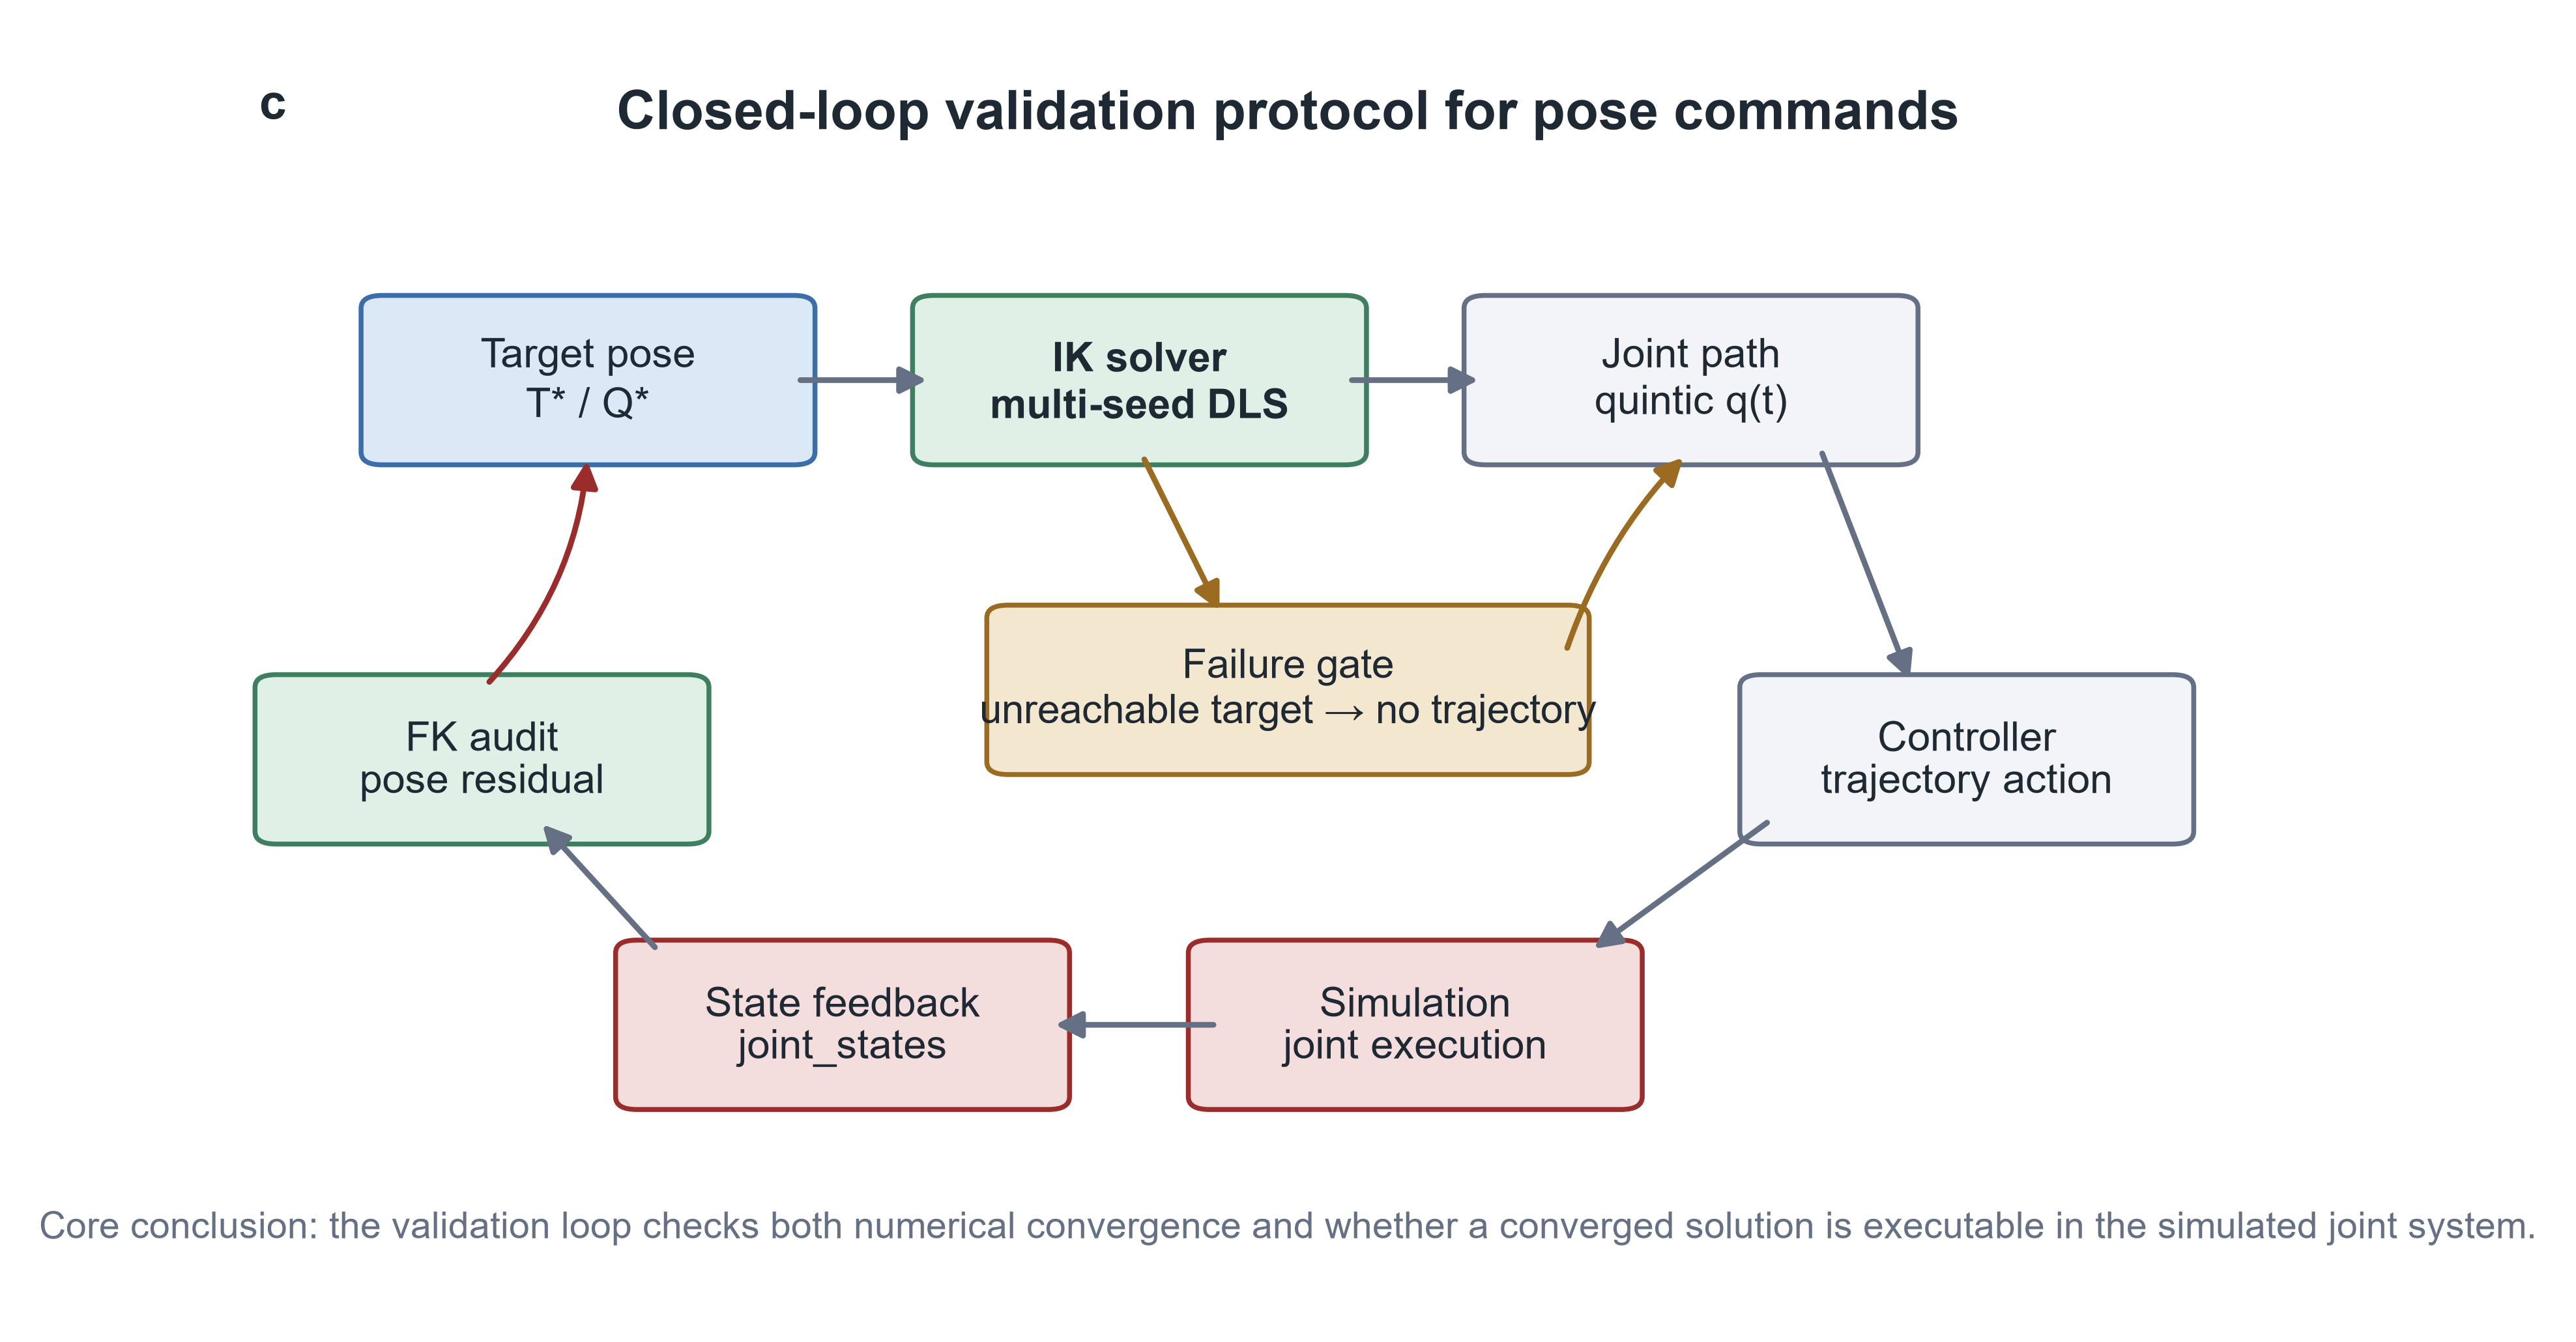 c
Closed-loop validation protocol for pose commands
Target pose
T* / Q*
IK solver
multi-seed DLS
Joint path
quintic q(t)
Failure gate
unreachable target → no trajectory
FK audit
pose residual
Controller
trajectory action
State feedback
joint_states
Simulation
joint execution
Core conclusion: the validation loop checks both numerical convergence and whether a converged solution is executable in the simulated joint system.